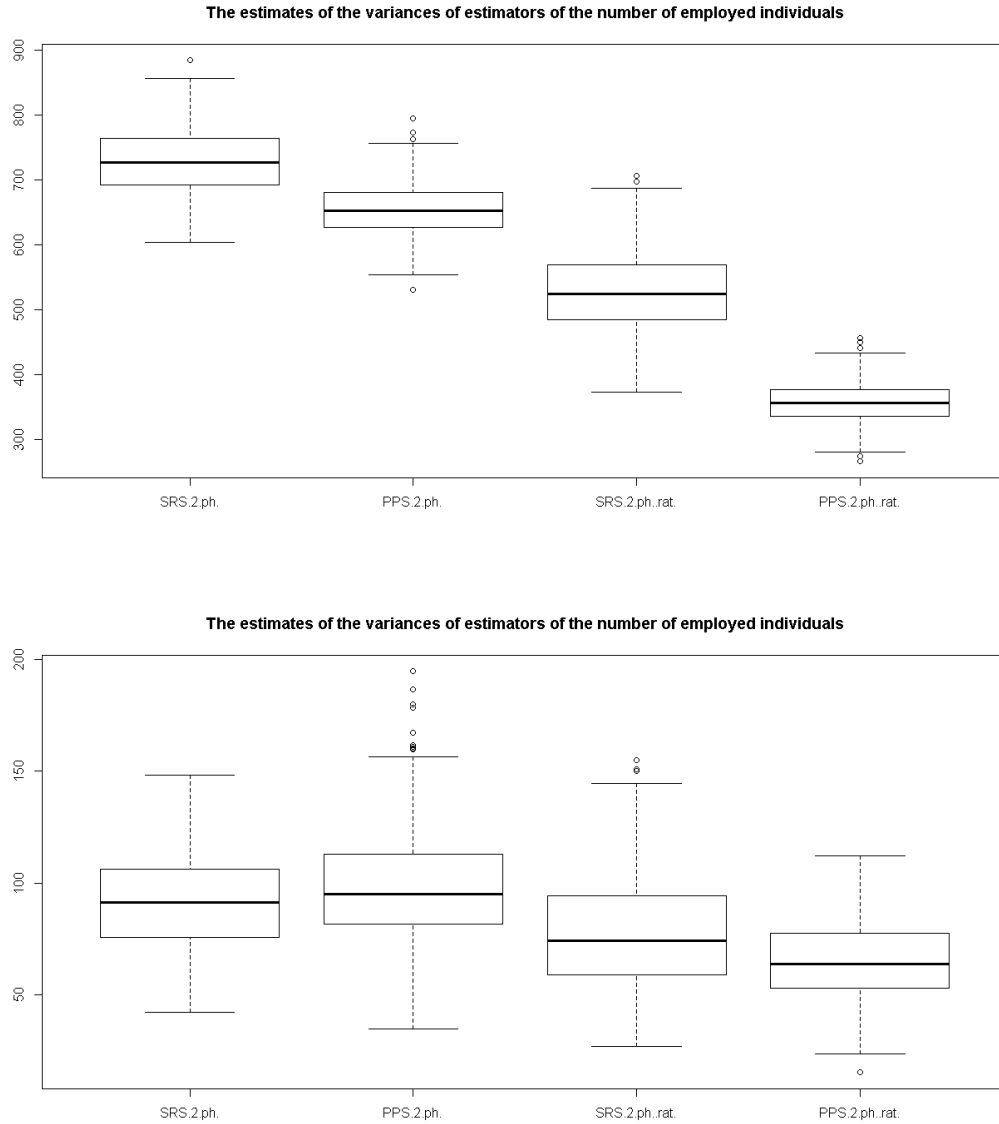 The estimates of the variances of estimators of the number of employed individuals
900
800
700
600
500
400
300
SRS.2.ph. PPS.2.ph. SRS.2.ph..rat. PPS.2.ph..rat.
The estimates of the variances of estimators of the number of employed individuals
200
150
100
50
SRS.2.ph. PPS.2.ph. SRS.2.ph..rat. PPS.2.ph..rat.